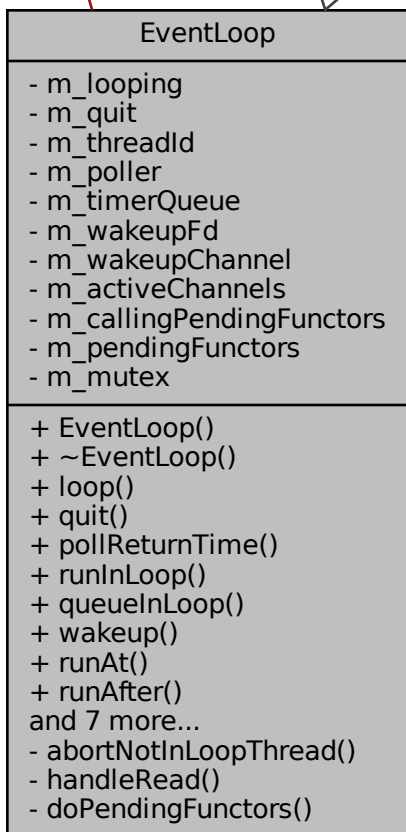 EventLoop
- m_looping
- m_quit
- m_threadId
- m_poller
- m_timerQueue
- m_wakeupFd
- m_wakeupChannel
- m_activeChannels
- m_callingPendingFunctors
- m_pendingFunctors
- m_mutex
+ EventLoop()
+ ~EventLoop()
+ loop()
+ quit()
+ pollReturnTime()
+ runInLoop()
+ queueInLoop()
+ wakeup()
+ runAt()
+ runAfter()
and 7 more...
- abortNotInLoopThread()
- handleRead()
- doPendingFunctors()